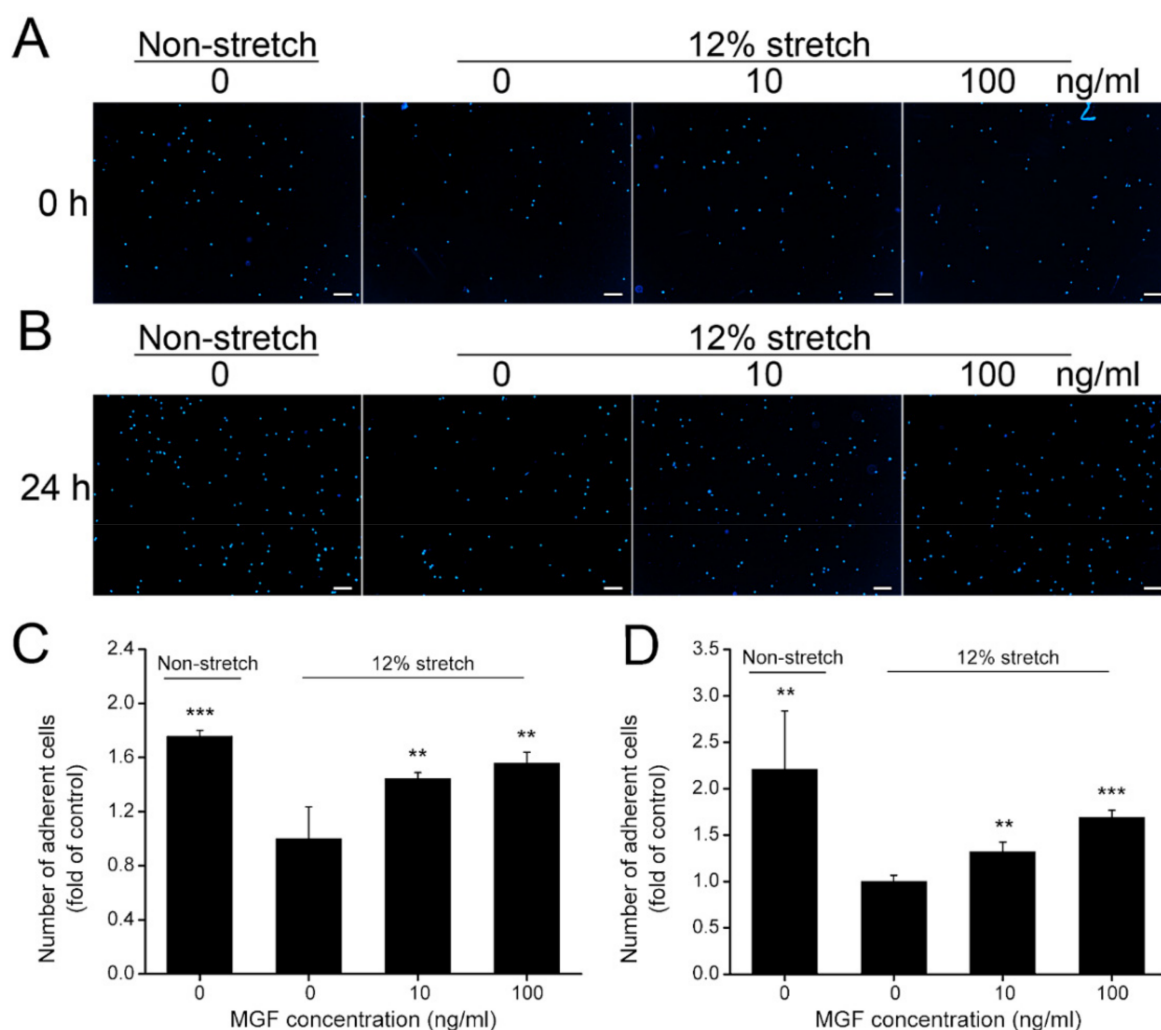 A
Non-stretch 12% stretch
0 0 10 100 ng/ml
0 h
B
Non-stretch 12% stretch
0 0 10 100 ng/ml
24 h
C
Number of adherent cells
(fold of control)
2.4
2.0
1.6
1.2
0.8
0.4
0.0
Non-stretch 12% stretch
*** ** **
0 0 10 100
MGF concentration (ng/ml)
D
Number of adherent cells
(fold of control)
3.5
3.0
2.5
2.0
1.5
1.0
0.5
0.0
Non-stretch 12% stretch
** ** ***
0 0 10 100
MGF concentration (ng/ml)